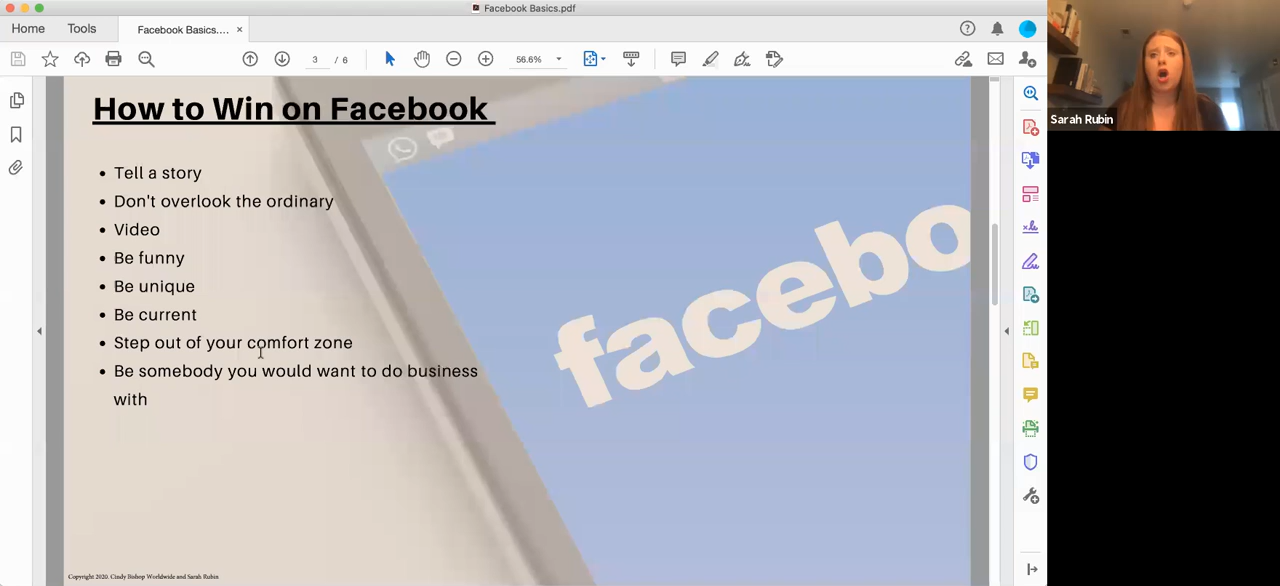 Facebook Basics.pdf
Home
Tools
Facebook Basics....
3 / 6
56.6%
How to Win on Facebook
Tell a story
Don't overlook the ordinary
Video
Be funny
Be unique
Be current
Step out of your comfort zone
Be somebody you would want to do business
with
facebo
Copyright 2020. Cindy Bishop Worldwide and Sarah Rubin
Sarah Rubin